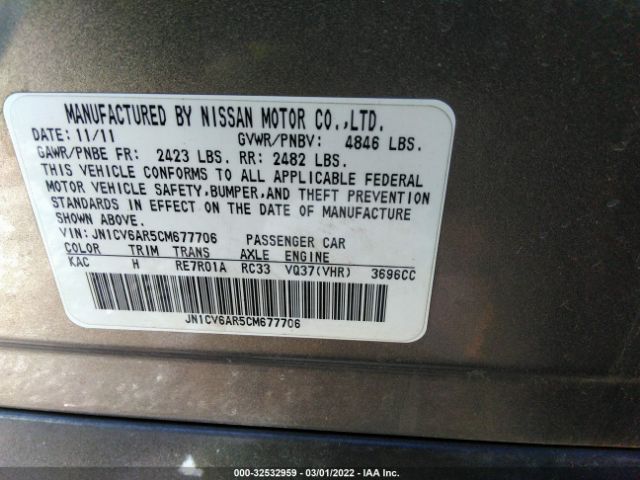 MANUFACTURED BY NISSAN MOTOR CO.,LTD.
DATE: 11/11 GVWR/PNBV: 4846 LBS.
GAWR/PNBE FR: 2423 LBS. RR: 2482 LBS.
THIS VEHICLE CONFORMS TO ALL APPLICABLE FEDERAL
MOTOR VEHICLE SAFETY,BUMPER,AND THEFT PREVENTION
STANDARDS IN EFFECT ON THE DATE OF MANUFACTURE
SHOWN ABOVE.
VIN: JN1CV6AR5CM677706 PASSENGER CAR
COLOR TRIM TRANS AXLE ENGINE
KAC H RE7R01A RC33 VQ37(VHR) 3696CC
JN1CV6AR5CM677706
000-32532959 - 03/01/2022 - IAA Inc.